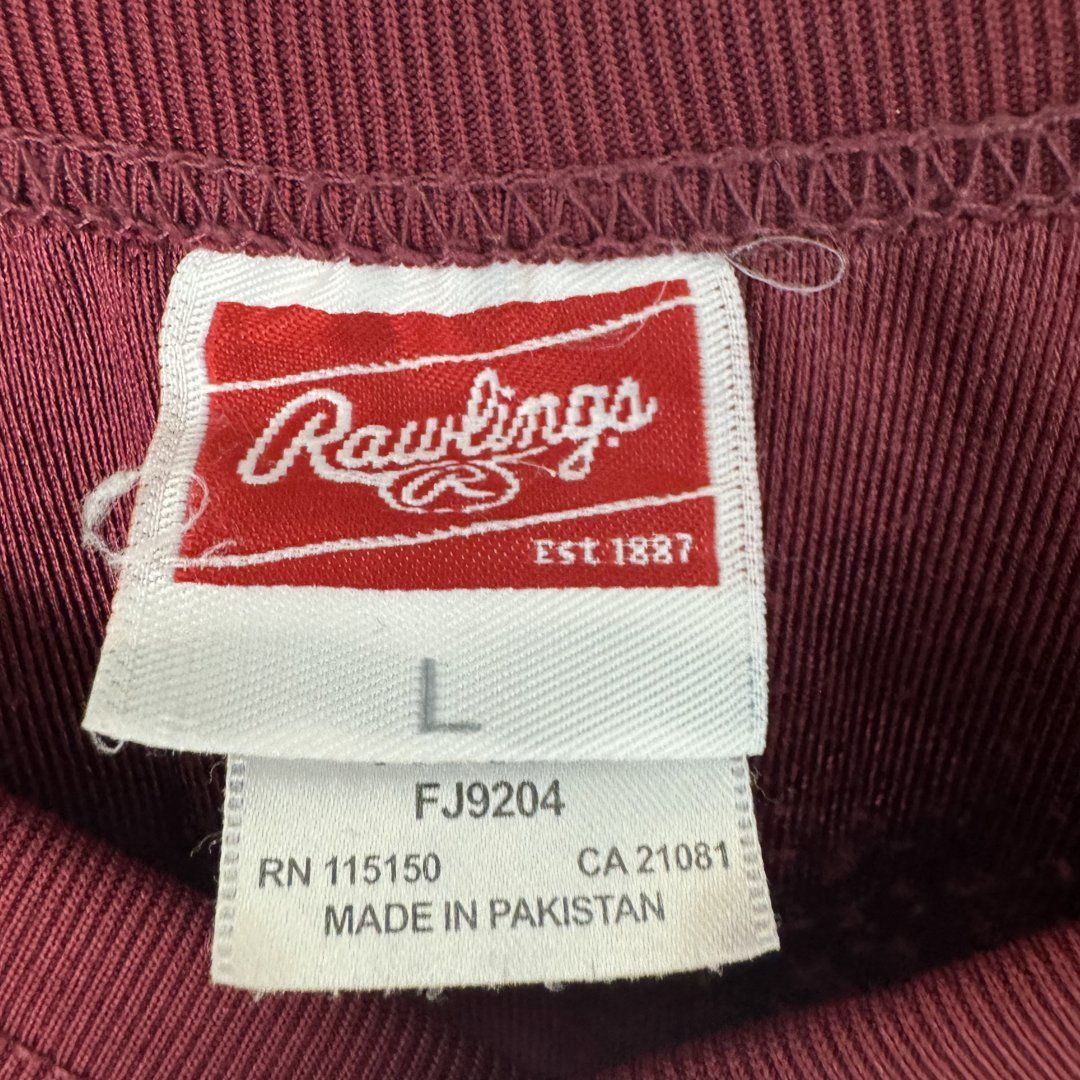 Rawlings
R
Est. 1887
L
FJ9204
RN 115150 CA 21081
MADE IN PAKISTAN